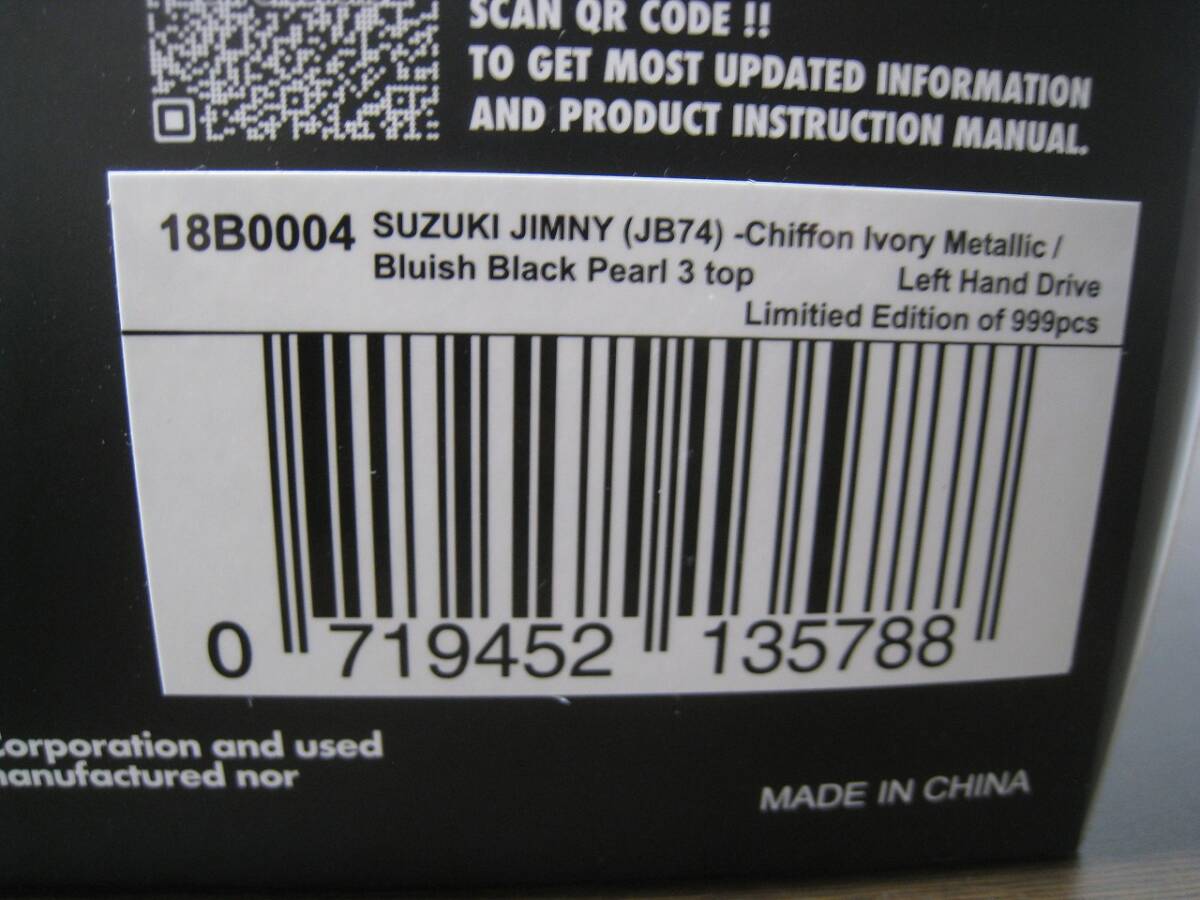 SCAN QR CODE !!
TO GET MOST UPDATED INFORMATION
AND PRODUCT INSTRUCTION MANUAL.
18B0004 SUZUKI JIMNY (JB74) -Chiffon Ivory Metallic /
Bluish Black Pearl 3 top Left Hand Drive
Limitied Edition of 999pcs
0 719452 135788
Corporation and used
manufactured nor
MADE IN CHINA